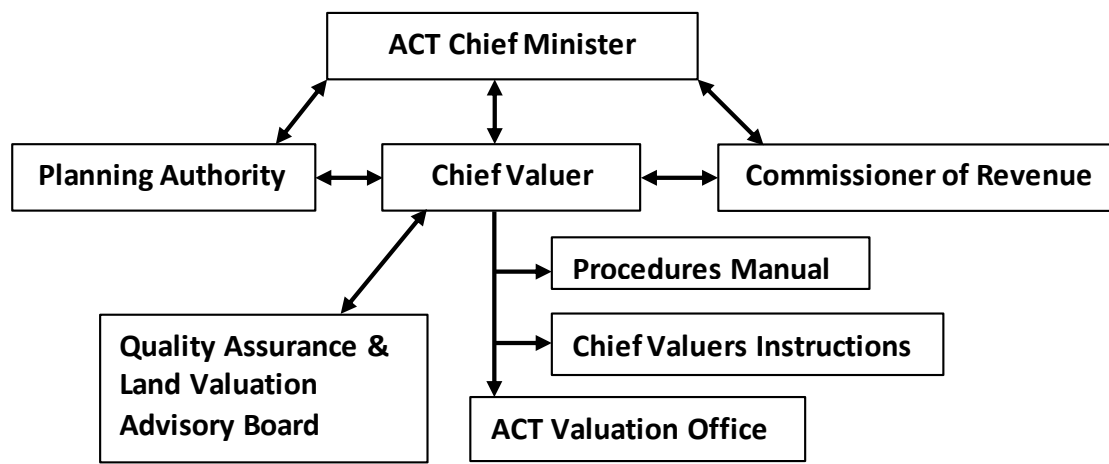 ACT Chief Minister
Planning Authority
Chief Valuer
Commissioner of Revenue
Procedures Manual
Quality Assurance &
Land Valuation
Advisory Board
Chief Valuers Instructions
ACT Valuation Office